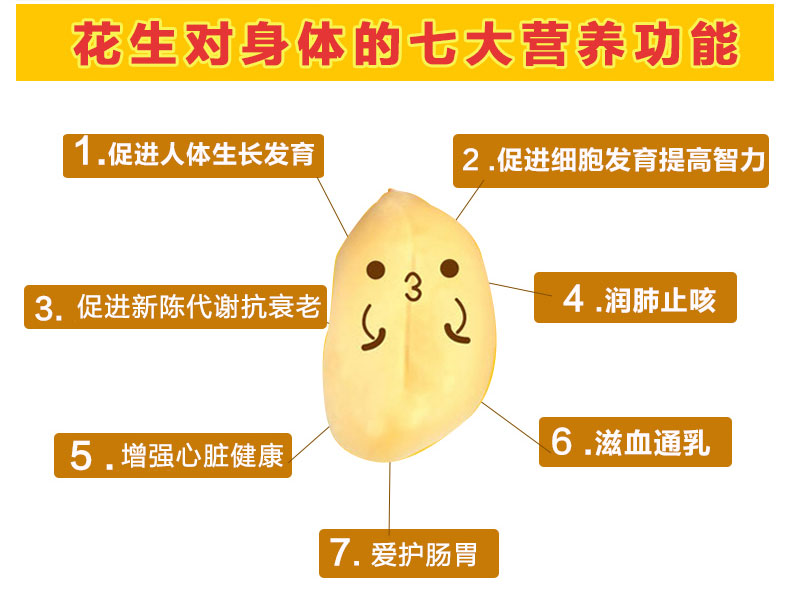 花生对身体的七大营养功能
1.促进人体生长发育
2.促进细胞发育提高智力
3.促进新陈代谢抗衰老
4.润肺止咳
5.增强心脏健康
6.滋血通乳
7.爱护肠胃